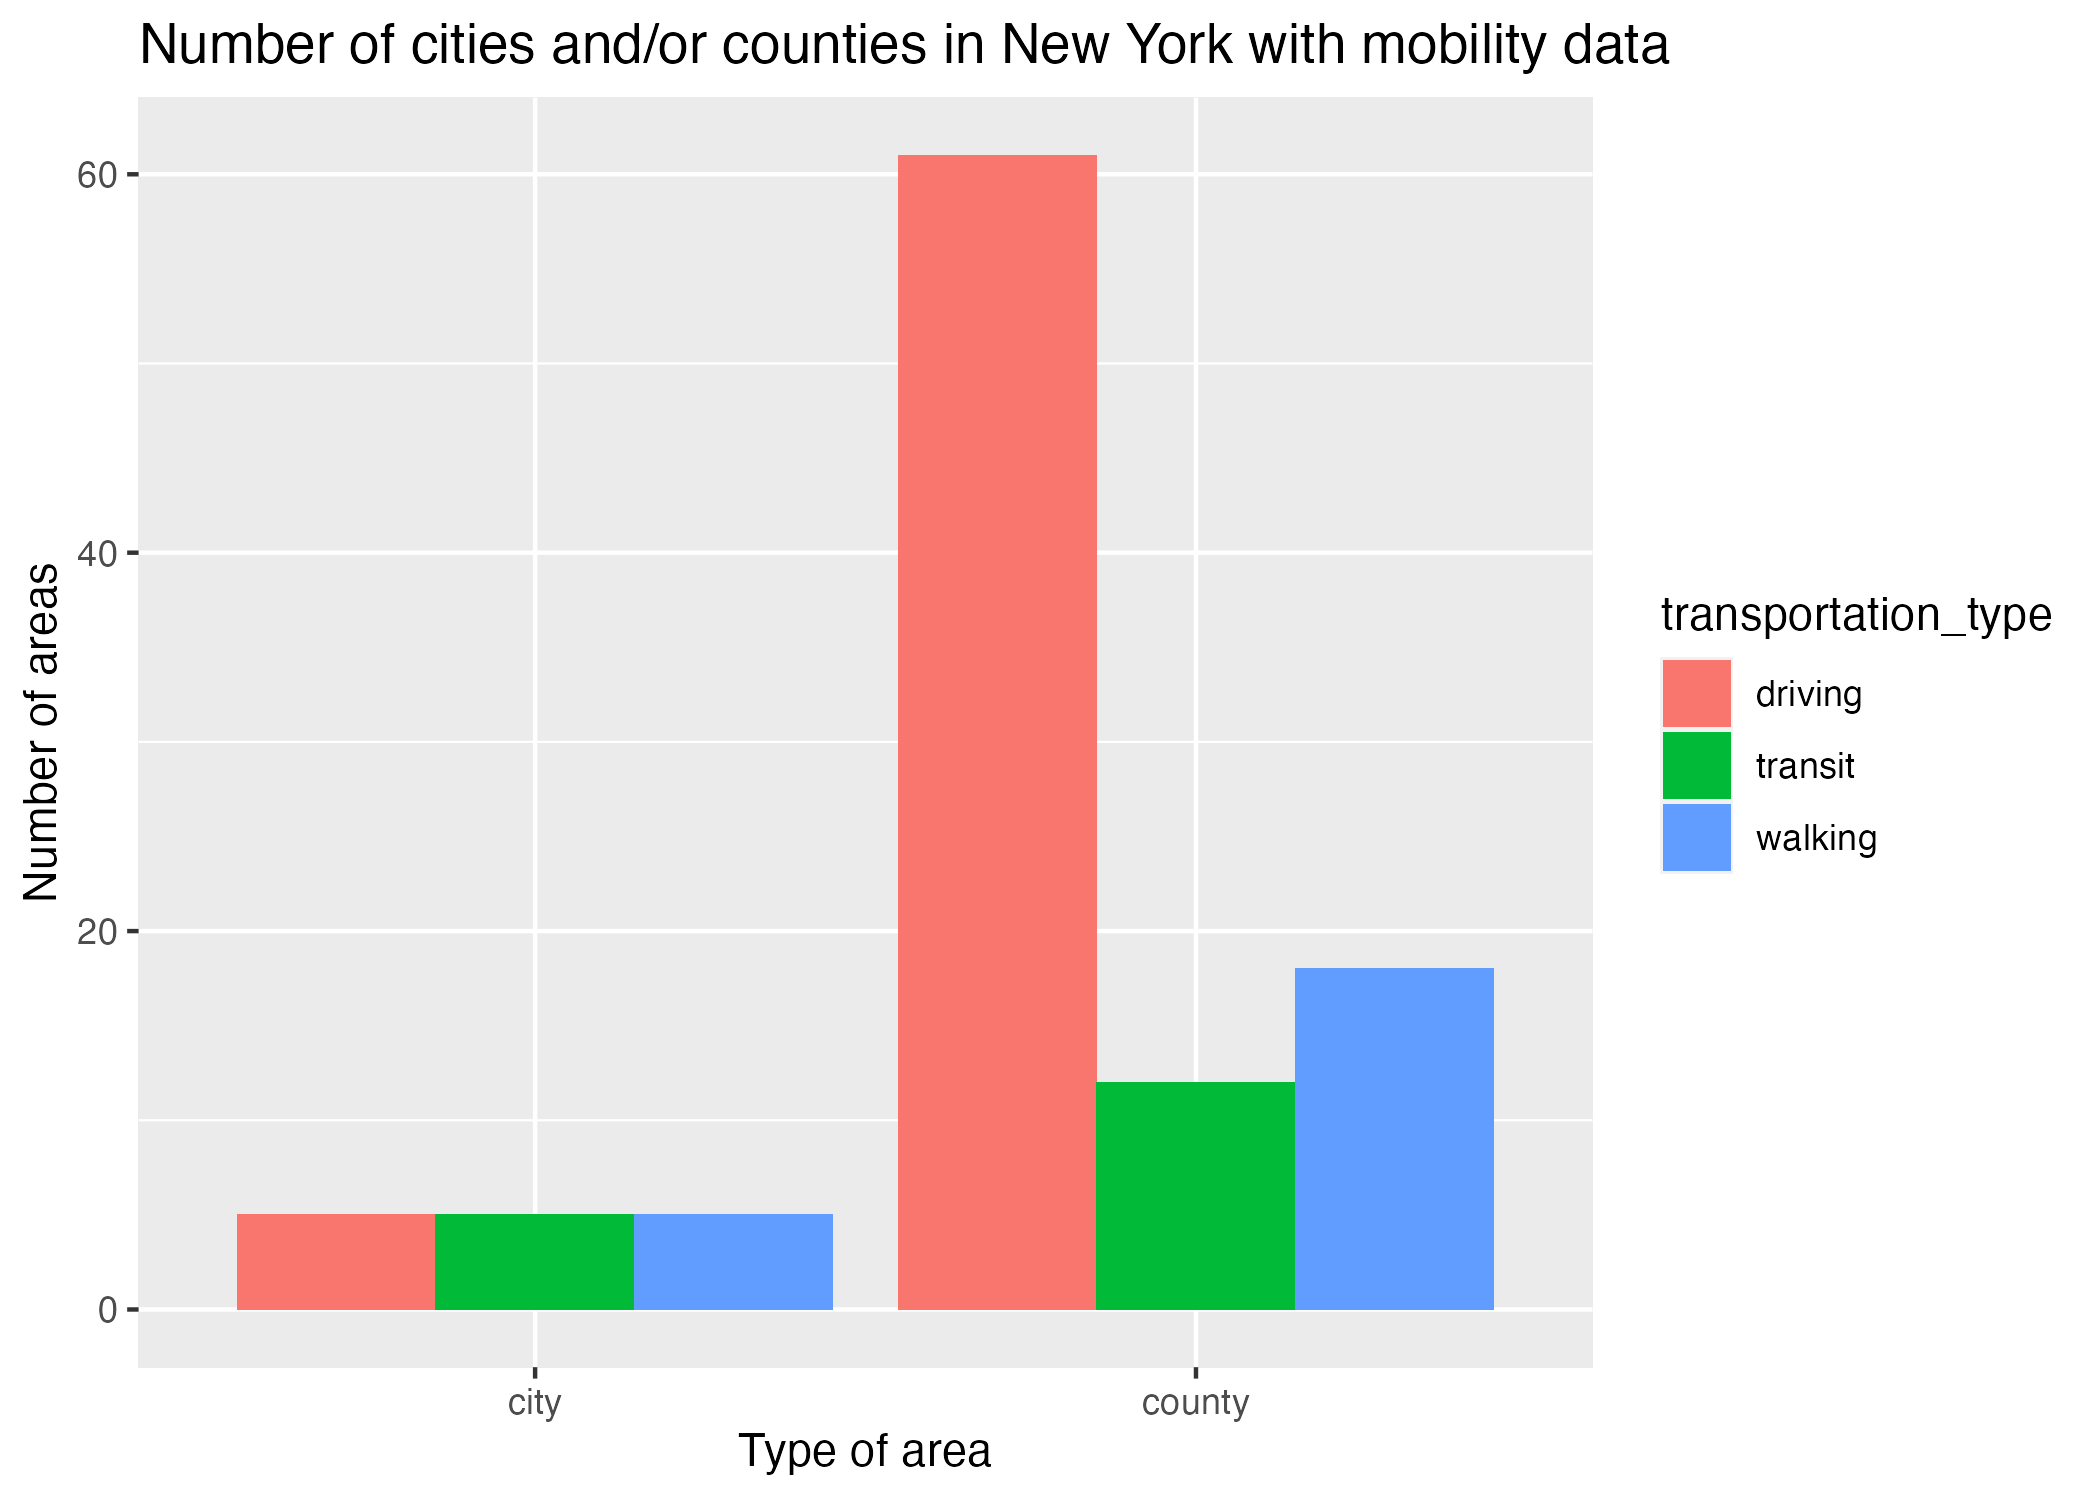 Number of cities and/or counties in New York with mobility data
60
40
20
0
Number of areas
city
county
Type of area
transportation_type
driving
transit
walking